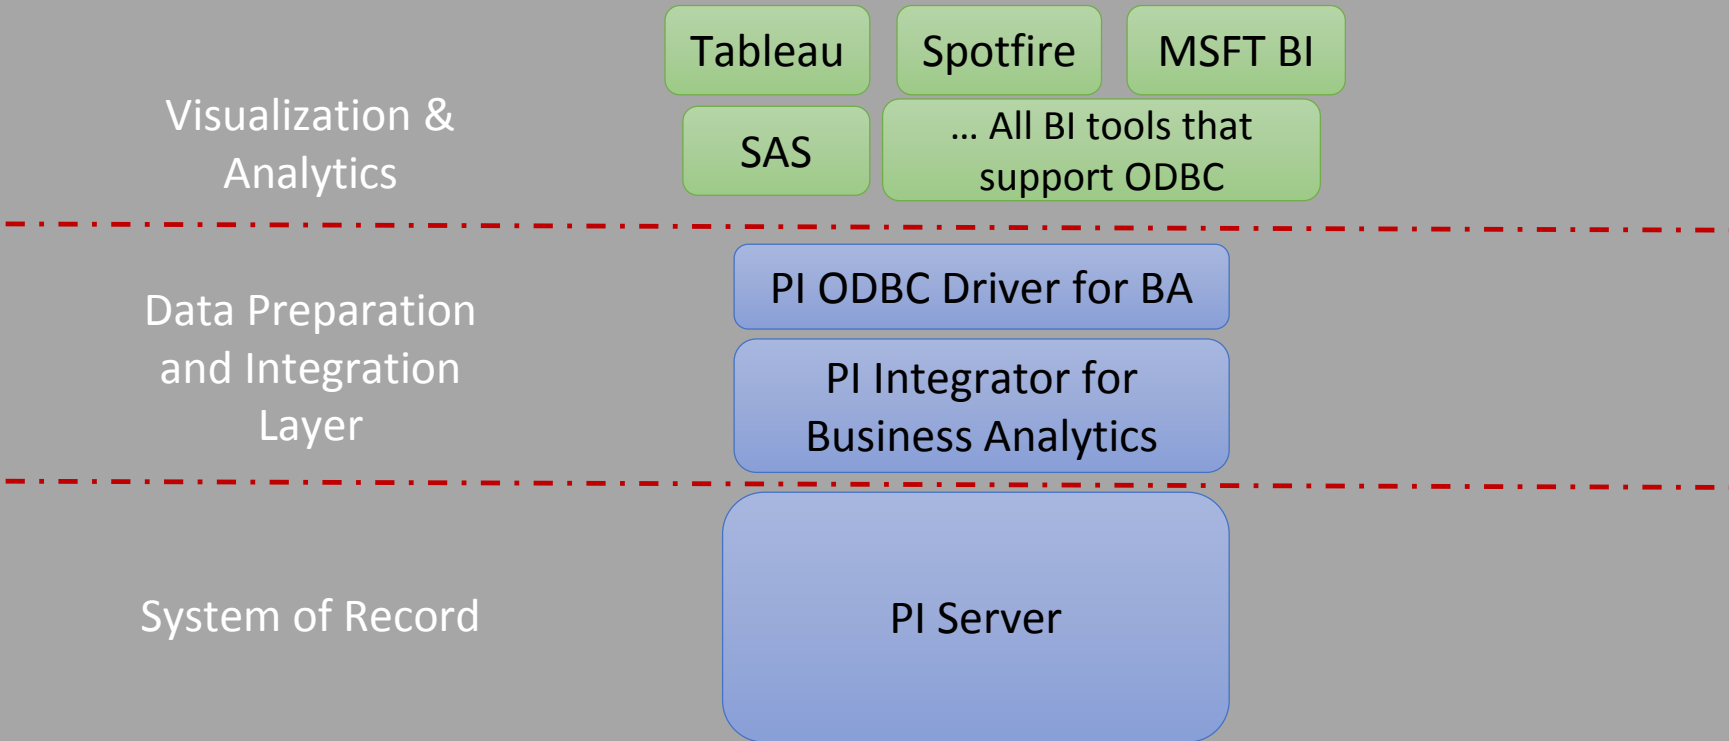 Tableau
Spotfire
MSFT BI
Visualization &
Analytics
SAS
... All BI tools that
support ODBC
Data Preparation
and Integration
Layer
PI ODBC Driver for BA
PI Integrator for
Business Analytics
System of Record
PI Server